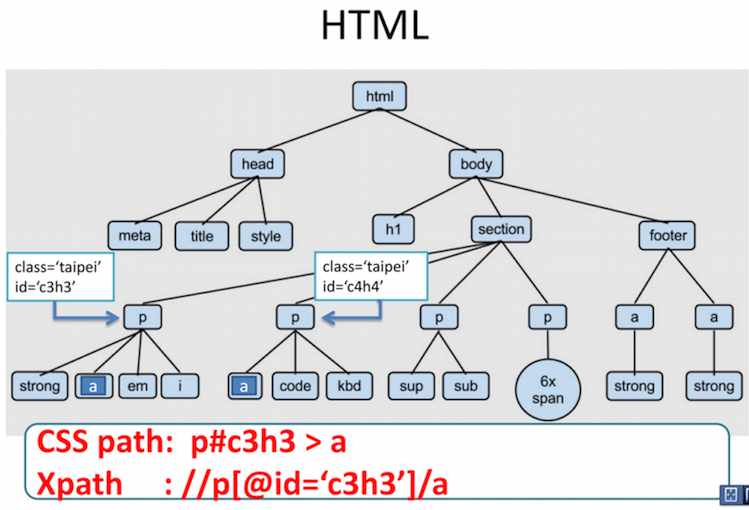 HTML
html
head
body
meta
title
style
h1
section
footer
class=‘taipei’
id=‘c3h3’
class=‘taipei’
id=‘c4h4’
p
p
p
p
a
a
strong
a
em
i
a
code
kbd
sup
sub
6x
span
strong
strong
CSS path: p#c3h3 > a
Xpath : //p[@id=‘c3h3’]/a